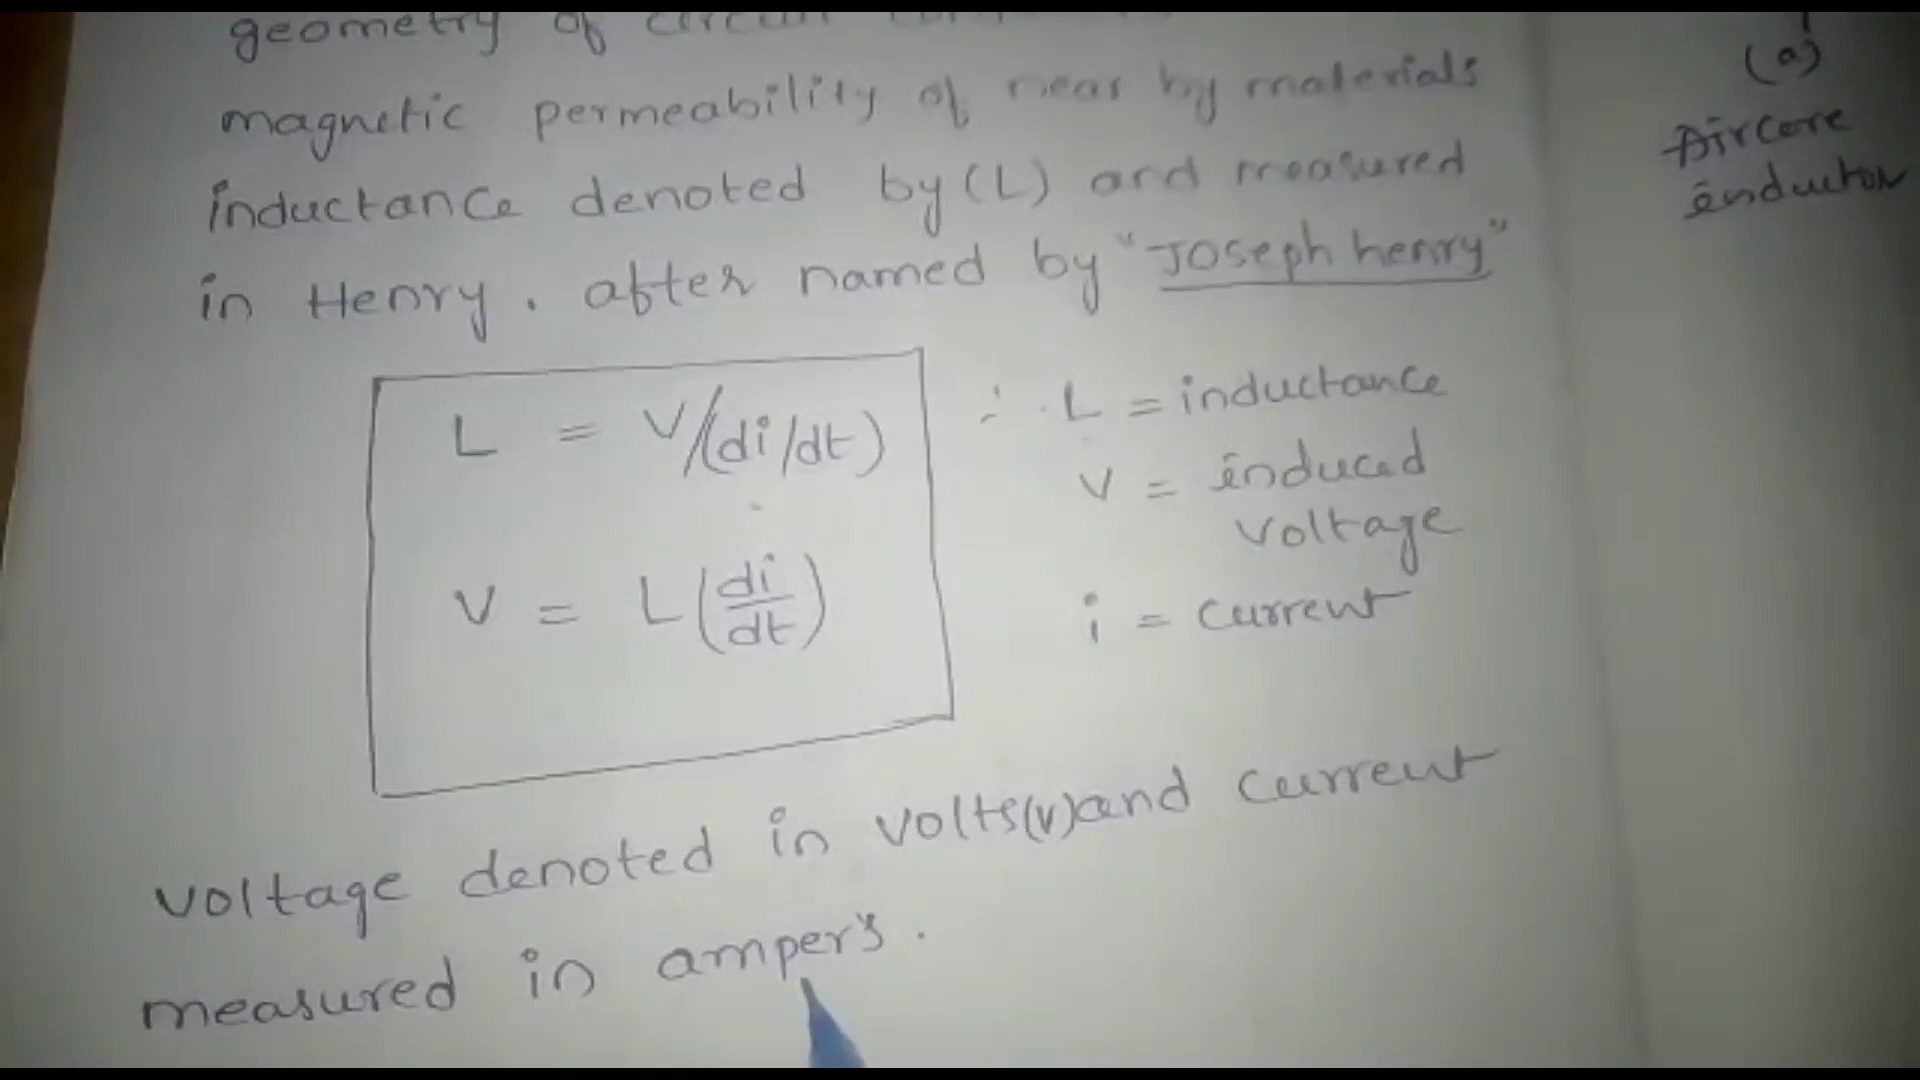 geometry of circuit
magnetic permeability of near by materials
inductance denoted by (L) and measured
in Henry. after named by "Joseph henry"
L = V/(di/dt)
V = L(di/dt)
∴ L = inductance
V = induced
voltage
i = current
voltage denoted in volts(v) and current
measured in amper's.
(a)
Aircore
inductor